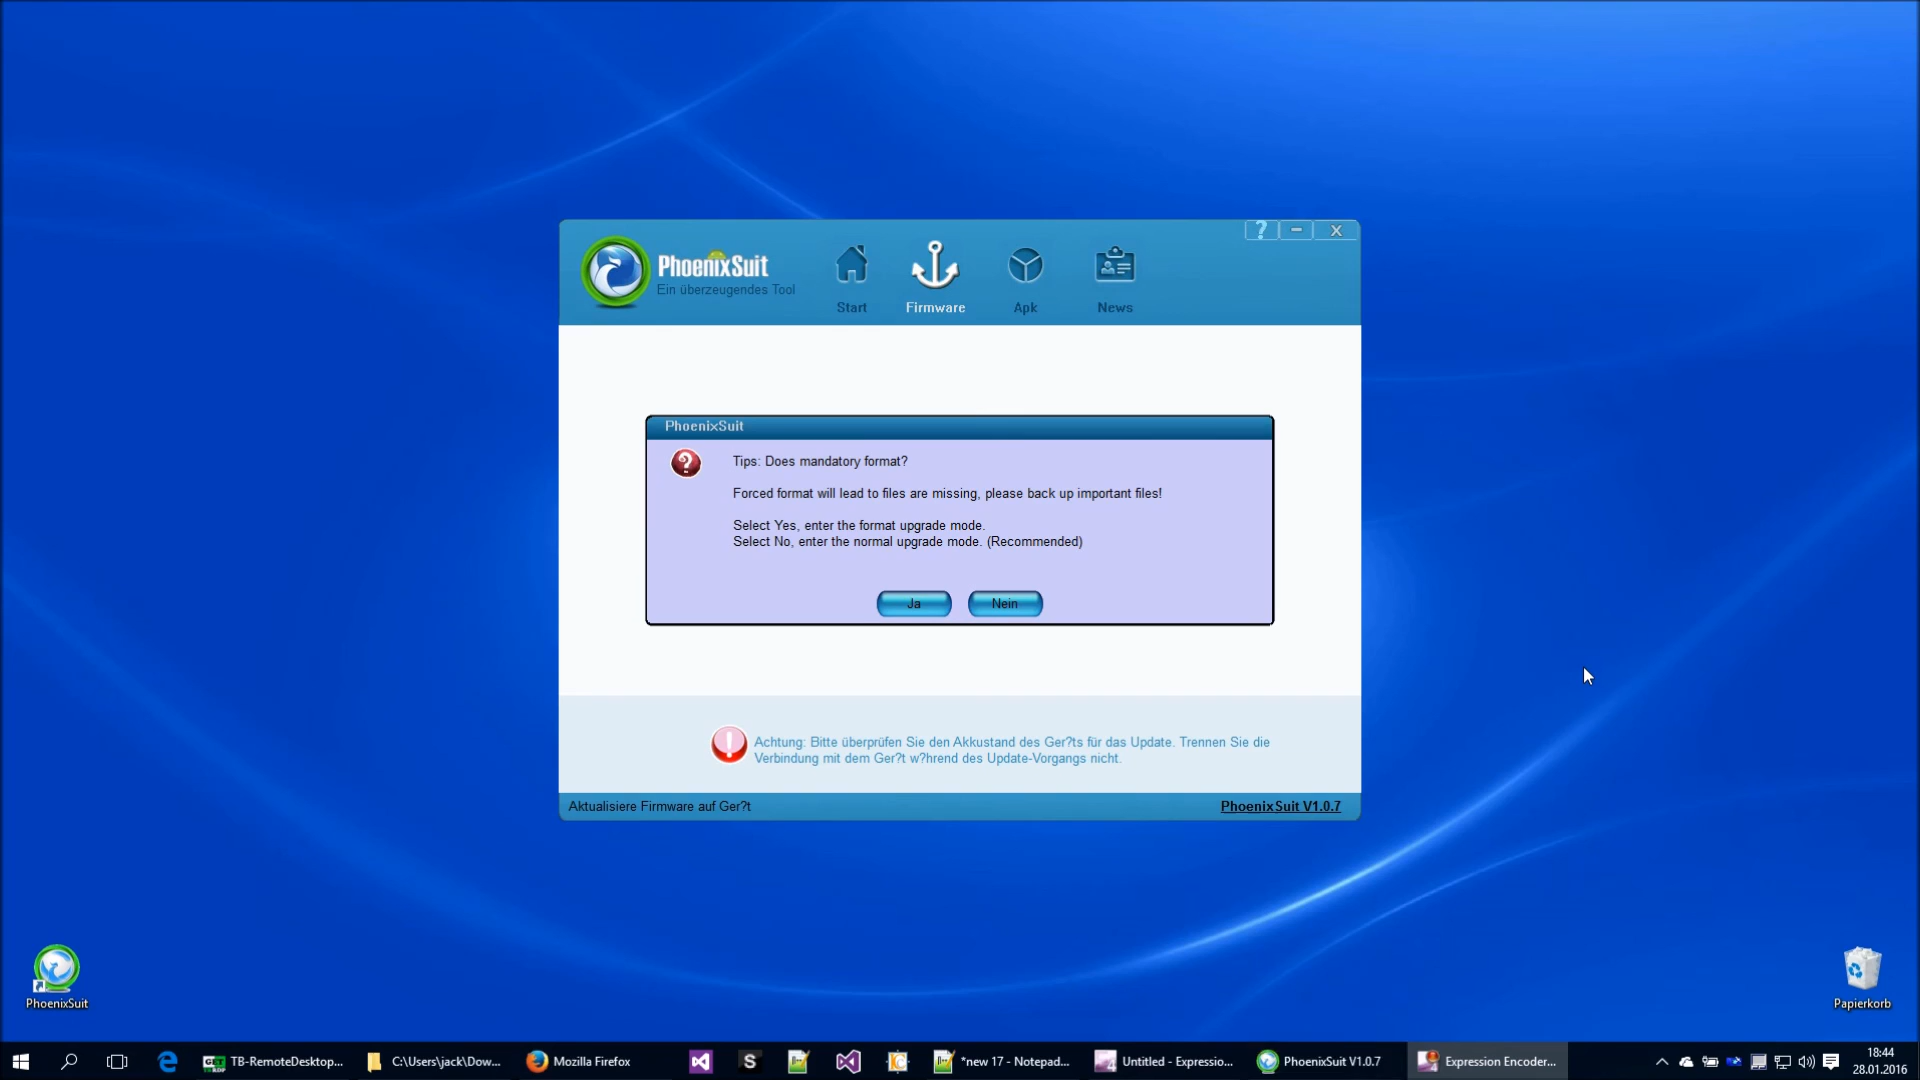 PhoenixSuit
Ein überzeugendes Tool
Start
Firmware
Apk
News
? – X
PhoenixSuit
Tips: Does mandatory format?
Forced format will lead to files are missing, please back up important files!
Select Yes, enter the format upgrade mode.
Select No, enter the normal upgrade mode. (Recommended)
Ja
Nein
Achtung: Bitte überprüfen Sie den Akkustand des Ger?ts für das Update. Trennen Sie die
Verbindung mit dem Ger?t w?hrend des Update-Vorgangs nicht.
Aktualisiere Firmware auf Ger?t
PhoenixSuit V1.0.7
PhoenixSuit
Papierkorb
TB-RemoteDesktop...
C:\Users\jack\Dow...
Mozilla Firefox
*new 17 - Notepad...
Untitled - Expressio...
PhoenixSuit V1.0.7
Expression Encoder...
18:44
28.01.2016